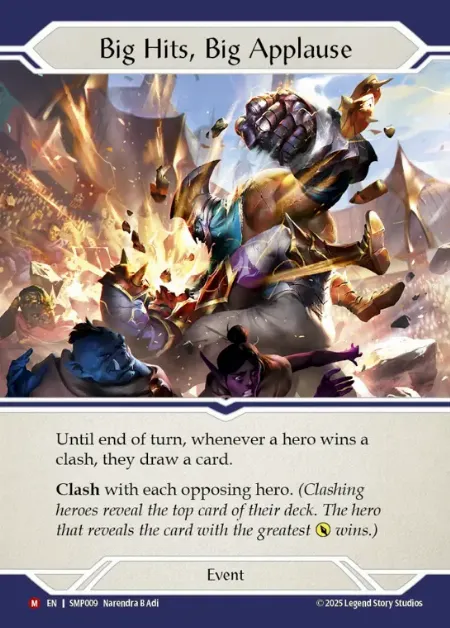 Big Hits, Big Applause
Until end of turn, whenever a hero wins a
clash, they draw a card.
Clash with each opposing hero. (Clashing
heroes reveal the top card of their deck. The hero
that reveals the card with the greatest wins.)
Event
M EN | SMP009 Narendra B Adi
© 2025 Legend Story Studios